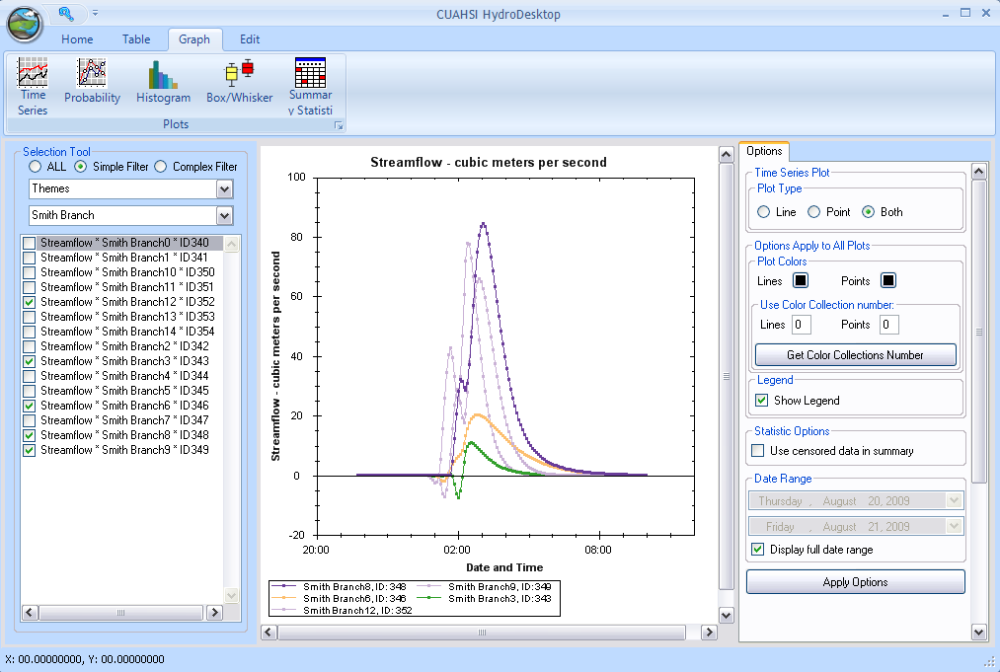 CUAHSI HydroDesktop
Home Table Graph Edit
Time Series
Probability
Histogram
Box/Whisker
Summar
y Statisti
Plots
Selection Tool
ALL Simple Filter Complex Filter
Themes
Smith Branch
Streamflow * Smith Branch0 * ID340
Streamflow * Smith Branch1 * ID341
Streamflow * Smith Branch10 * ID350
Streamflow * Smith Branch11 * ID351
Streamflow * Smith Branch12 * ID352
Streamflow * Smith Branch13 * ID353
Streamflow * Smith Branch14 * ID354
Streamflow * Smith Branch2 * ID342
Streamflow * Smith Branch3 * ID343
Streamflow * Smith Branch4 * ID344
Streamflow * Smith Branch5 * ID345
Streamflow * Smith Branch6 * ID346
Streamflow * Smith Branch7 * ID347
Streamflow * Smith Branch8 * ID348
Streamflow * Smith Branch9 * ID349
Streamflow - cubic meters per second
Streamflow - cubic meters per second
100
80
60
40
20
0
-20
20:00 02:00 08:00
Date and Time
Smith Branch8, ID: 348 Smith Branch9, ID: 349
Smith Branch6, ID: 346 Smith Branch3, ID: 343
Smith Branch12, ID: 352
Options
Time Series Plot
Plot Type
Line Point Both
Options Apply to All Plots
Plot Colors
Lines Points
Use Color Collection number:
Lines 0 Points 0
Get Color Collections Number
Legend
Show Legend
Statistic Options
Use censored data in summary
Date Range
Thursday , August 20, 2009
Friday , August 21, 2009
Display full date range
Apply Options
X: 00.00000000, Y: 00.00000000